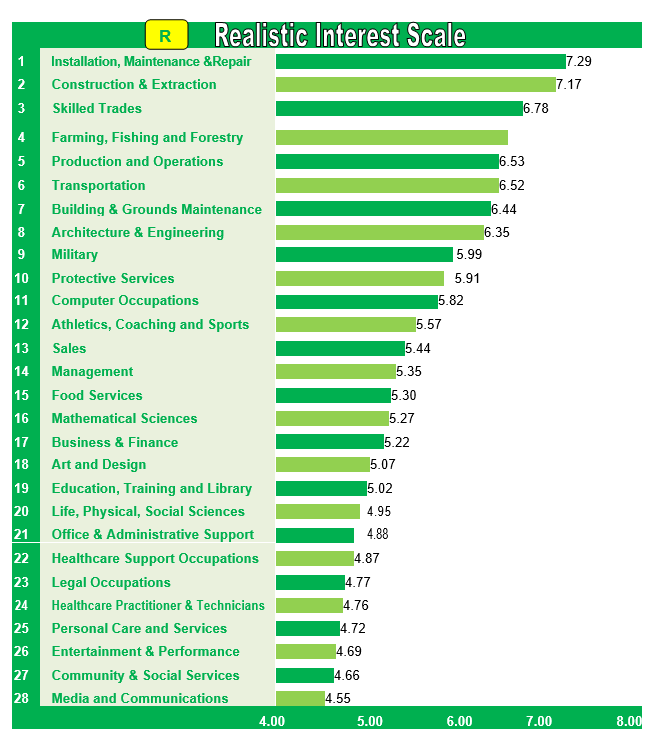 R Realistic Interest Scale
1 Installation, Maintenance &Repair 7.29
2 Construction & Extraction 7.17
3 Skilled Trades 6.78
4 Farming, Fishing and Forestry
5 Production and Operations 6.53
6 Transportation 6.52
7 Building & Grounds Maintenance 6.44
8 Architecture & Engineering 6.35
9 Military 5.99
10 Protective Services 5.91
11 Computer Occupations 5.82
12 Athletics, Coaching and Sports 5.57
13 Sales 5.44
14 Management 5.35
15 Food Services 5.30
16 Mathematical Sciences 5.27
17 Business & Finance 5.22
18 Art and Design 5.07
19 Education, Training and Library 5.02
20 Life, Physical, Social Sciences 4.95
21 Office & Administrative Support 4.88
22 Healthcare Support Occupations 4.87
23 Legal Occupations 4.77
24 Healthcare Practitioner & Technicians 4.76
25 Personal Care and Services 4.72
26 Entertainment & Performance 4.69
27 Community & Social Services 4.66
28 Media and Communications 4.55
4.00 5.00 6.00 7.00 8.00